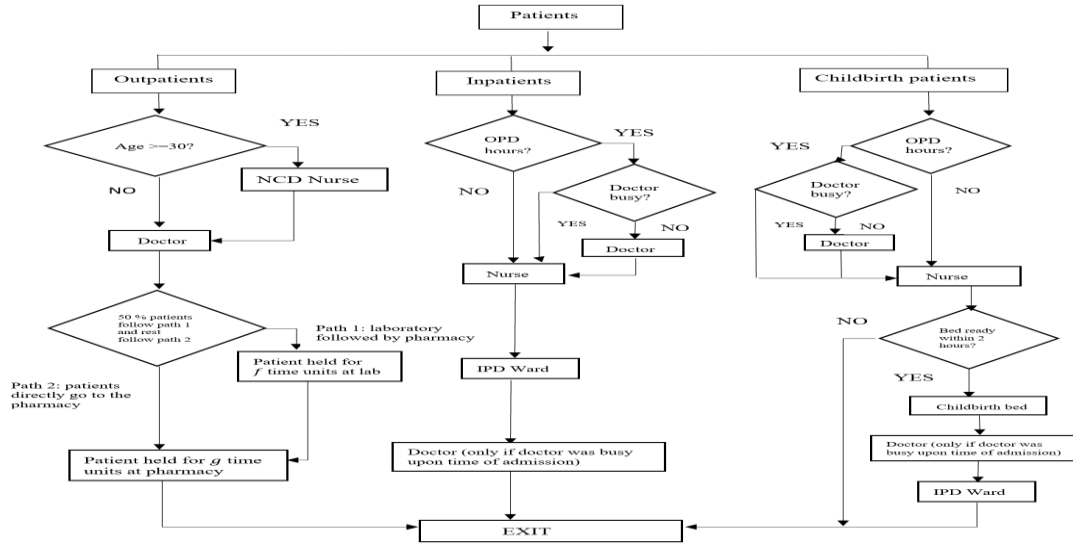 Patients
Outpatients
Inpatients
Childbirth patients
Age >=30?
YES
NO
NCD Nurse
Doctor
50 % patients
follow path 1
and rest
follow path 2
Path 1: laboratory
followed by pharmacy
Patient held for
f time units at lab
Path 2: patients
directly go to the
pharmacy
Patient held for g time
units at pharmacy
OPD
hours?
YES
NO
Doctor
busy?
YES
NO
Doctor
Nurse
IPD Ward
Doctor (only if doctor was busy
upon time of admission)
OPD
hours?
YES
NO
Doctor
busy?
YES
NO
Doctor
Nurse
Bed ready
within 2
hours?
NO
YES
Childbirth bed
Doctor (only if doctor was
busy upon time of admission)
IPD Ward
EXIT